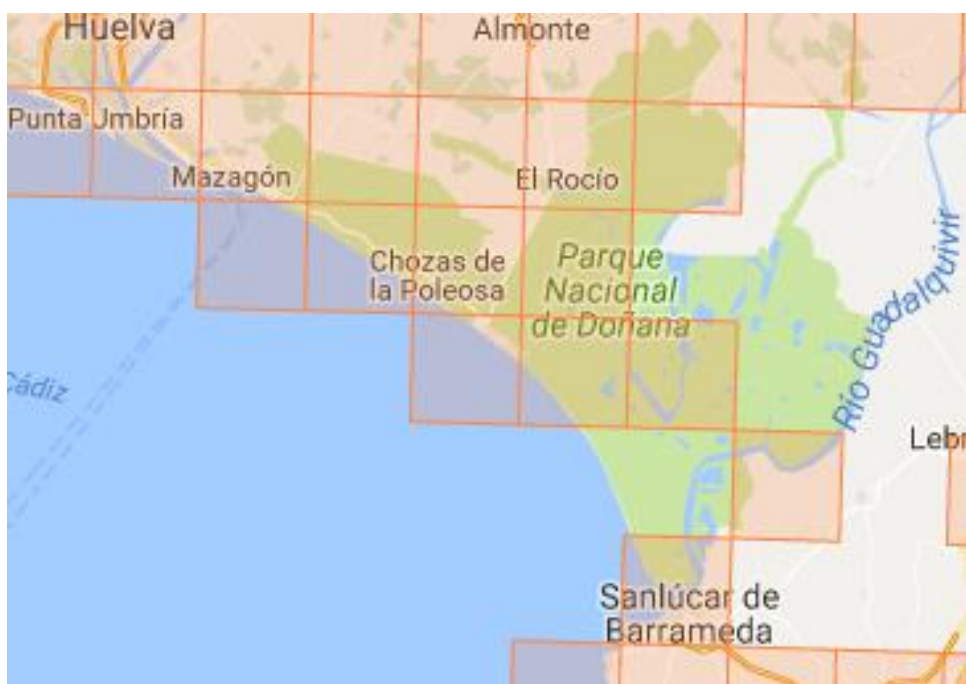 Huelva
Almonte
Punta Umbría
Mazagón
El Rocío
Chozas de
la Poleosa
Parque
Nacional
de Doñana
Río Guadalquivir
Cádiz
Lebr
Sanlúcar de
Barrameda